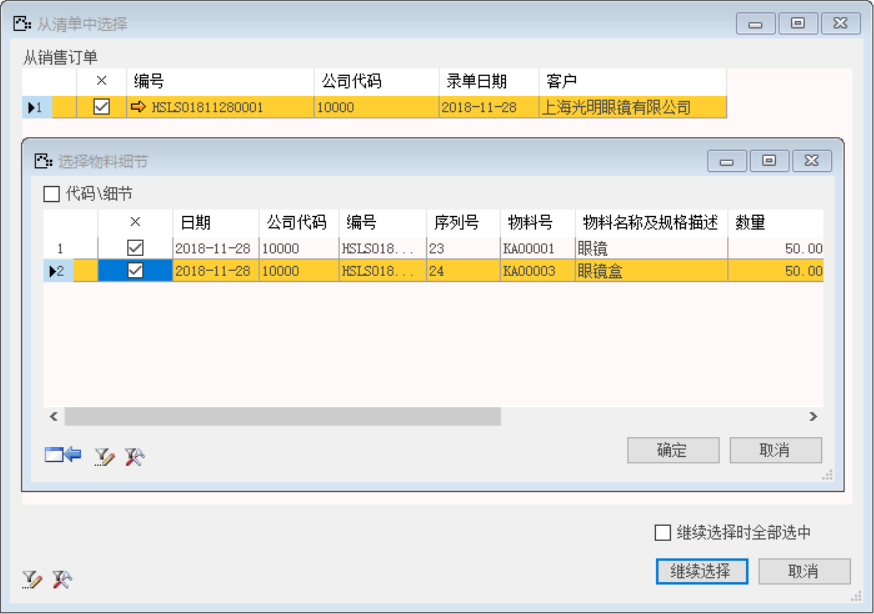 从清单中选择
从销售订单
× 编号 公司代码 录单日期 客户
1 HSLS01811280001 10000 2018-11-28 上海光明眼镜有限公司
选择物料细节
代码\细节
× 日期 公司代码 编号 序列号 物料号 物料名称及规格描述 数量
1 2018-11-28 10000 HSLS018... 23 KA00001 眼镜 50.00
2 2018-11-28 10000 HSLS018... 24 KA00003 眼镜盒 50.00
确定 取消
继续选择时全部选中
继续选择 取消